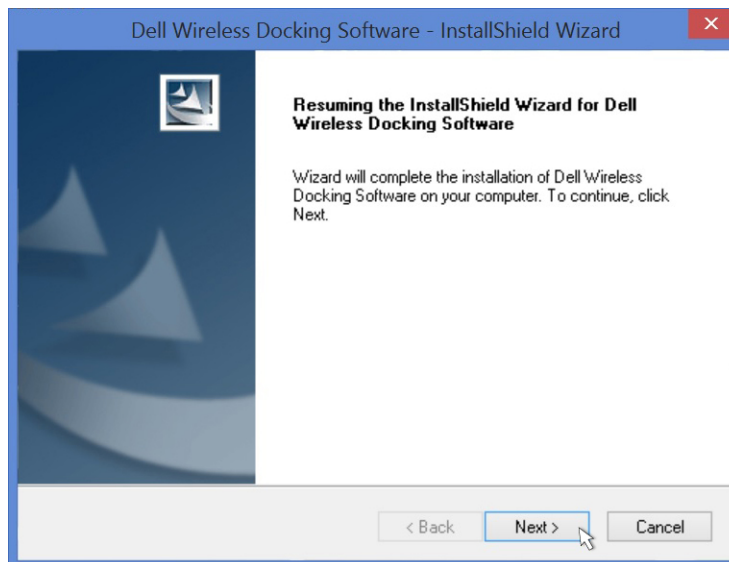 Dell Wireless Docking Software - InstallShield Wizard
Resuming the InstallShield Wizard for Dell
Wireless Docking Software
Wizard will complete the installation of Dell Wireless
Docking Software on your computer. To continue, click
Next.
< Back Next > Cancel